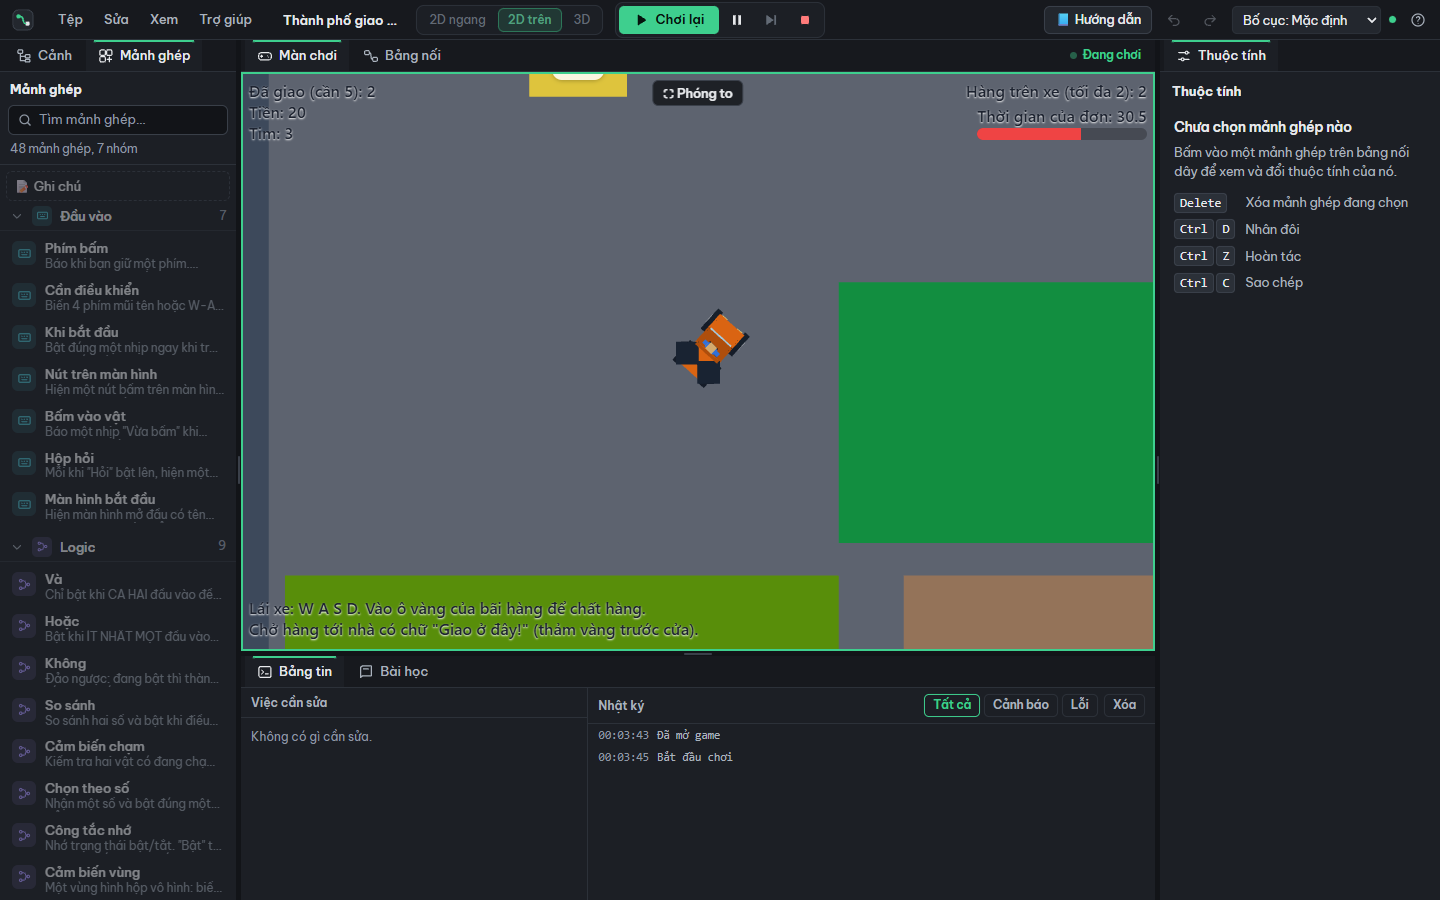 Tệp Sửa Xem Trợ giúp Thành phố giao ... 2D ngang 2D trên 3D Chơi lại Hướng dẫn Bố cục: Mặc định
Cảnh Mảnh ghép
Mảnh ghép
Tìm mảnh ghép...
48 mảnh ghép, 7 nhóm
Ghi chú
Đầu vào 7
Phím bấm
Báo khi bạn giữ một phím....
Cần điều khiển
Biến 4 phím mũi tên hoặc W-A...
Khi bắt đầu
Bật đúng một nhịp ngay khi tr...
Nút trên màn hình
Hiện một nút bấm trên màn hìn...
Bấm vào vật
Báo một nhịp "Vừa bấm" khi...
Hộp hỏi
Mỗi khi "Hỏi" bật lên, hiện một...
Màn hình bắt đầu
Hiện màn hình mở đầu có tên...
Logic 9
Và
Chỉ bật khi CẢ HAI đầu vào đề...
Hoặc
Bật khi ÍT NHẤT MỘT đầu vào...
Không
Đảo ngược: đang bật thì thàn...
So sánh
So sánh hai số và bật khi điều...
Cảm biến chạm
Kiểm tra hai vật có đang chạ...
Chọn theo số
Nhận một số và bật đúng một...
Công tắc nhớ
Nhớ trạng thái bật/tắt. "Bật" t...
Cảm biến vùng
Một vùng hình hộp vô hình: biế...
Màn chơi Bảng nối Đang chơi
Đã giao (cần 5): 2
Tiền: 20
Tim: 3
Phóng to
Hàng trên xe (tối đa 2): 2
Thời gian của đơn: 30.5
Lái xe: W A S D. Vào ô vàng của bãi hàng để chất hàng.
Chở hàng tới nhà có chữ "Giao ở đây!" (thảm vàng trước cửa).
Bảng tin Bài học
Việc cần sửa
Không có gì cần sửa.
Nhật ký Tất cả Cảnh báo Lỗi Xóa
00:03:43 Đã mở game
00:03:45 Bắt đầu chơi
Thuộc tính
Thuộc tính
Chưa chọn mảnh ghép nào
Bấm vào một mảnh ghép trên bảng nối
dây để xem và đổi thuộc tính của nó.
Delete Xóa mảnh ghép đang chọn
Ctrl D Nhân đôi
Ctrl Z Hoàn tác
Ctrl C Sao chép